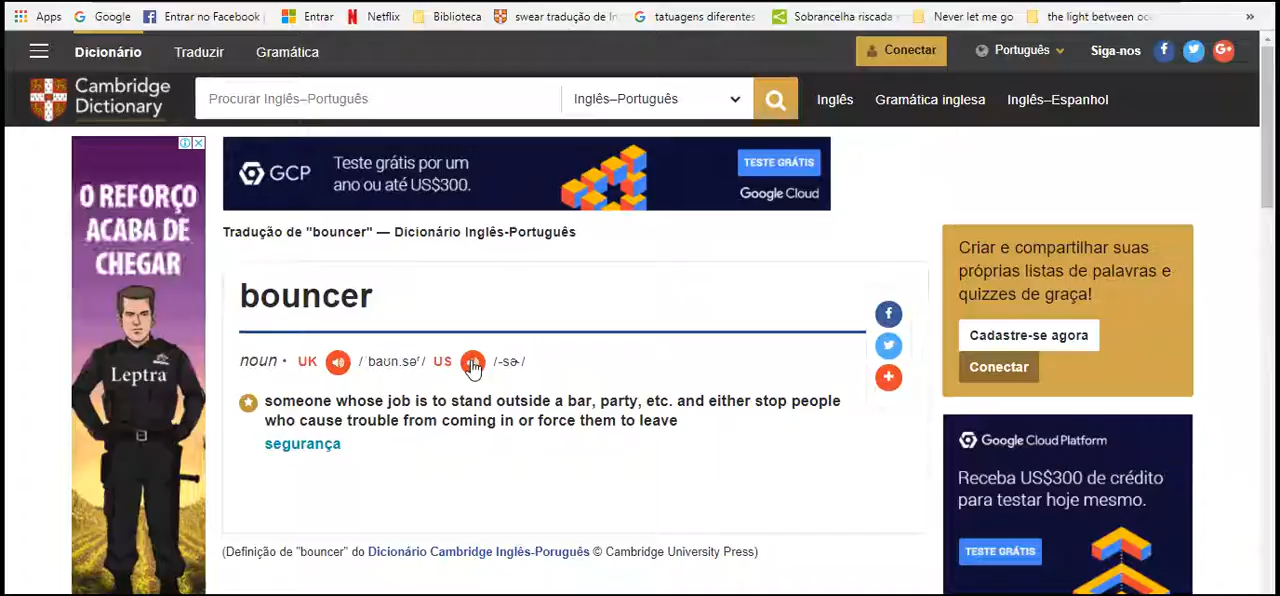 Apps Google Entrar no Facebook Entrar Netflix Biblioteca swear tradução de In tatuagens diferentes Sobrancelha riscada Never let me go the light between oce »
Dicionário Traduzir Gramática Conectar Português Siga-nos f G+
Cambridge
Dictionary
Procurar Inglês–Português Inglês–Português Inglês Gramática inglesa Inglês–Espanhol
O REFORÇO
ACABA DE
CHEGAR
Leptra
GCP
Teste grátis por um
ano ou até US$300.
TESTE GRÁTIS
Google Cloud
Tradução de "bouncer" — Dicionário Inglês-Português
bouncer
noun • UK /ˈbaʊn.səʳ/ US /-sɚ/
someone whose job is to stand outside a bar, party, etc. and either stop people
who cause trouble from coming in or force them to leave
segurança
(Definição de "bouncer" do Dicionário Cambridge Inglês-Poruguês © Cambridge University Press)
f
+
Criar e compartilhar suas
próprias listas de palavras e
quizzes de graça!
Cadastre-se agora
Conectar
Google Cloud Platform
Receba US$300 de crédito
para testar hoje mesmo.
TESTE GRÁTIS